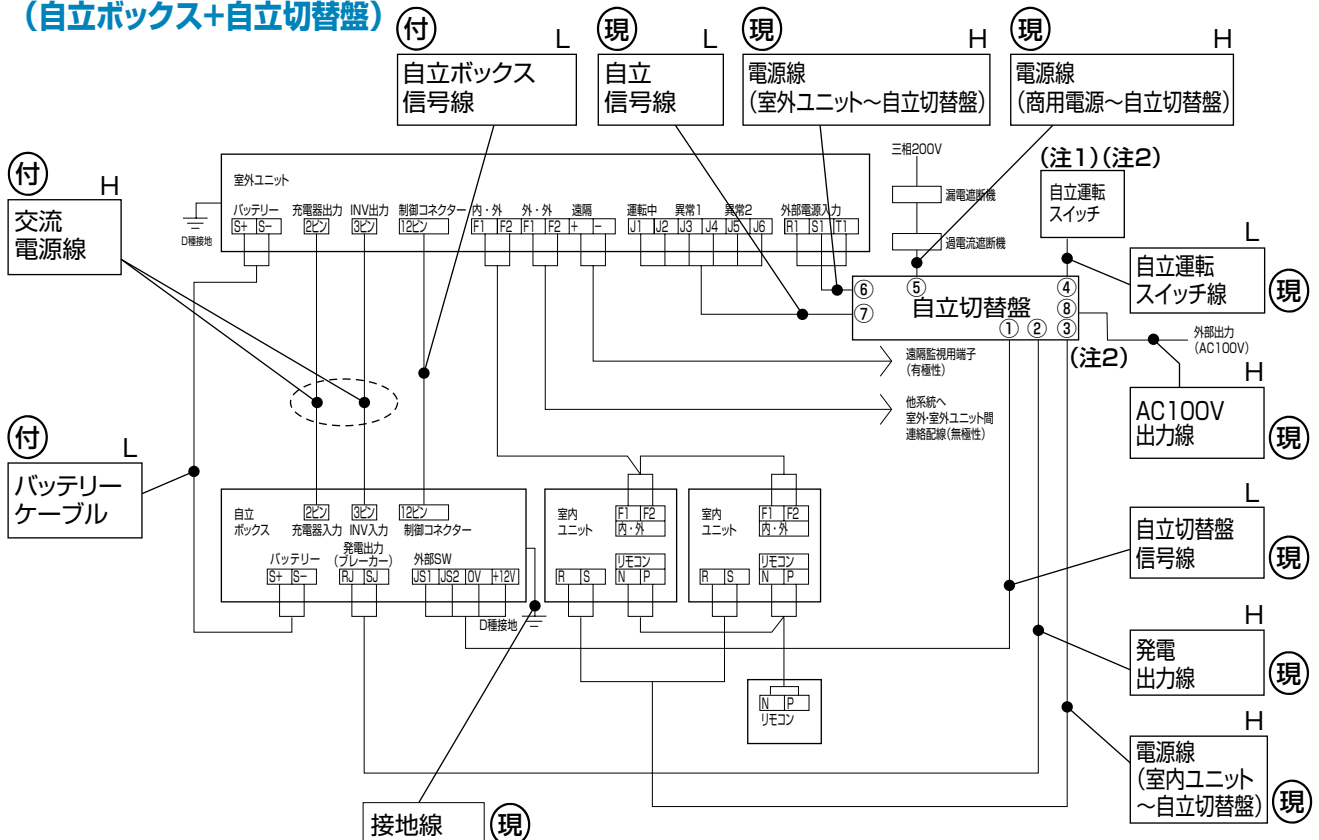 (自立ボックス+自立切替盤)
付
L
自立ボックス
信号線
現
L
自立
信号線
現
H
電源線
(室外ユニット~自立切替盤)
現
H
電源線
(商用電源~自立切替盤)
付
H
交流
電源線
室外ユニット
バッテリー 充電器出力 INV出力 制御コネクター 内・外 外・外 遠隔 運転中 異常1 異常2 外部電源入力
S+ S- 2ピン 3ピン 12ピン F1 F2 F1 F2 + - J1 J2 J3 J4 J5 J6 R1 S1 T1
D種接地
三相200V
漏電遮断機
過電流遮断機
(注1)(注2)
自立運転
スイッチ
L
自立運転
スイッチ線
現
⑥ ⑤ ④
自立切替盤
⑦ ⑧
① ② ③
(注2)
外部出力
(AC100V)
H
AC100V
出力線
現
遠隔監視用端子
(有極性)
他系統へ
室外・室外ユニット間
連絡配線(無極性)
付
L
バッテリー
ケーブル
自立
ボックス
2ピン 3ピン 12ピン
充電器入力 INV入力 制御コネクター
バッテリー
発電出力
(ブレーカー)
外部SW
S+ S- RJ SJ JS1 JS2 0V +12V
D種接地
室内
ユニット
F1 F2
内・外
リモコン
R S N P
室内
ユニット
F1 F2
内・外
リモコン
R S N P
N P
リモコン
L
自立切替盤
信号線
現
H
発電
出力線
現
H
電源線
(室内ユニット
~自立切替盤)
現
接地線
現